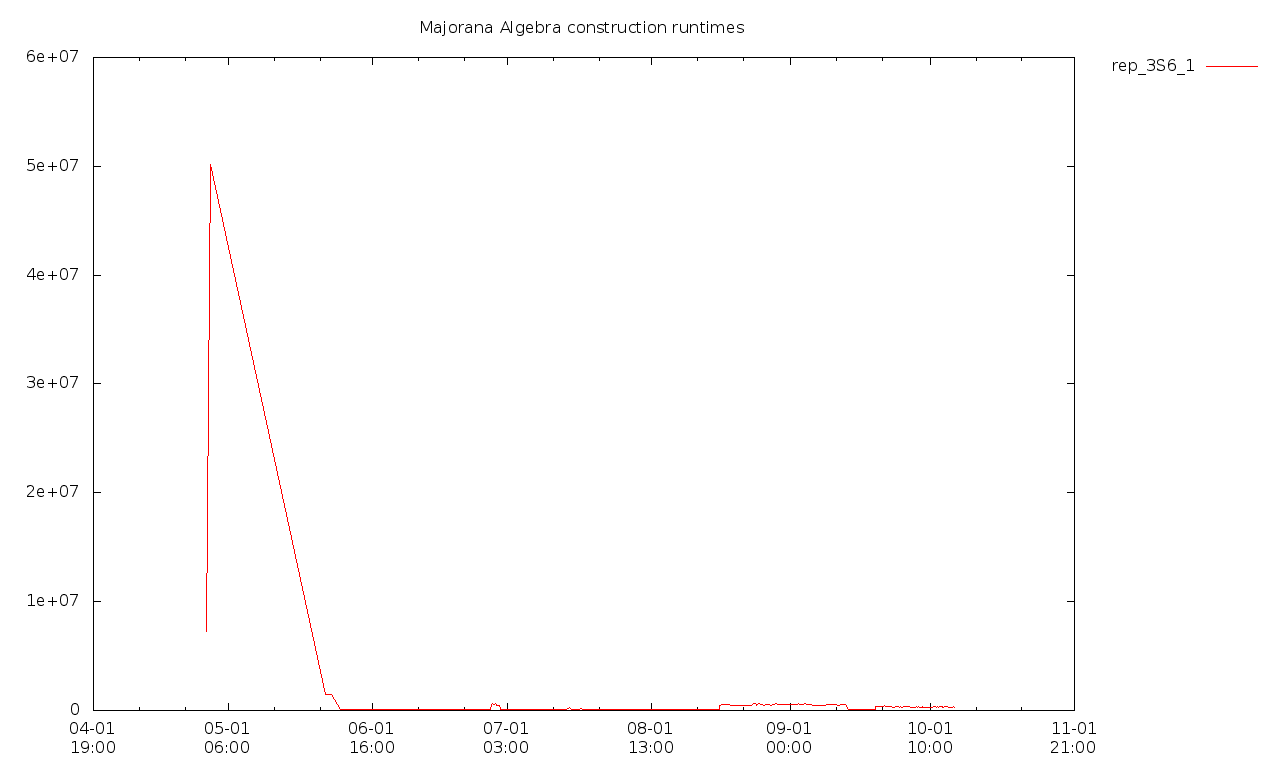 Majorana Algebra construction runtimes
rep_3S6_1
6e+07
5e+07
4e+07
3e+07
2e+07
1e+07
0
04-01 05-01 06-01 07-01 08-01 09-01 10-01 11-01
19:00 06:00 16:00 03:00 13:00 00:00 10:00 21:00